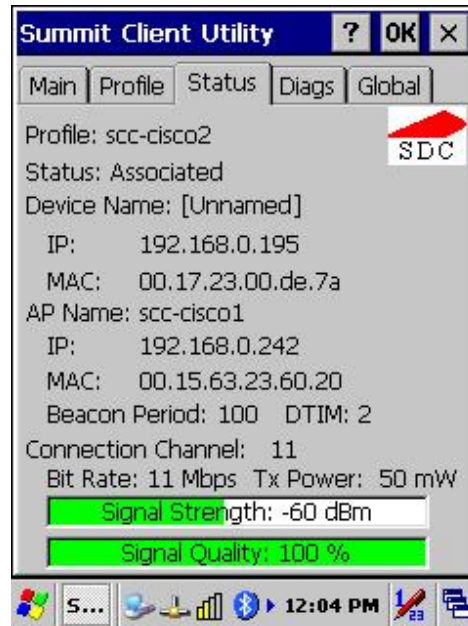 Summit Client Utility ? OK ×
Main Profile Status Diags Global
Profile: scc-cisco2
SDC
Status: Associated
Device Name: [Unnamed]
IP: 192.168.0.195
MAC: 00.17.23.00.de.7a
AP Name: scc-cisco1
IP: 192.168.0.242
MAC: 00.15.63.23.60.20
Beacon Period: 100 DTIM: 2
Connection Channel: 11
Bit Rate: 11 Mbps Tx Power: 50 mW
Signal Strength: -60 dBm
Signal Quality: 100 %
S... 12:04 PM 1/23